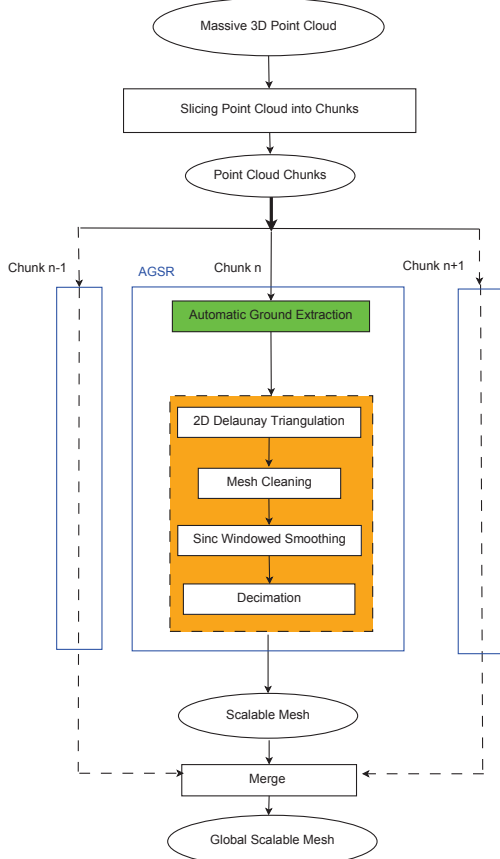 Massive 3D Point Cloud
Slicing Point Cloud into Chunks
Point Cloud Chunks
Chunk n-1
AGSR
Chunk n
Chunk n+1
Automatic Ground Extraction
2D Delaunay Triangulation
Mesh Cleaning
Sinc Windowed Smoothing
Decimation
Scalable Mesh
Merge
Global Scalable Mesh